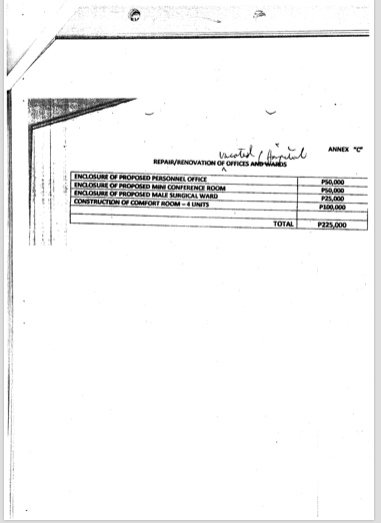 ANNEX "C"
vacated / Hospital
REPAIR/RENOVATION OF OFFICES AND WARDS
ENCLOSURE OF PROPOSED PERSONNEL OFFICE P50,000
ENCLOSURE OF PROPOSED MINI CONFERENCE ROOM P50,000
ENCLOSURE OF PROPOSED MALE SURGICAL WARD P25,000
CONSTRUCTION OF COMFORT ROOM – 4 UNITS P100,000
TOTAL P225,000